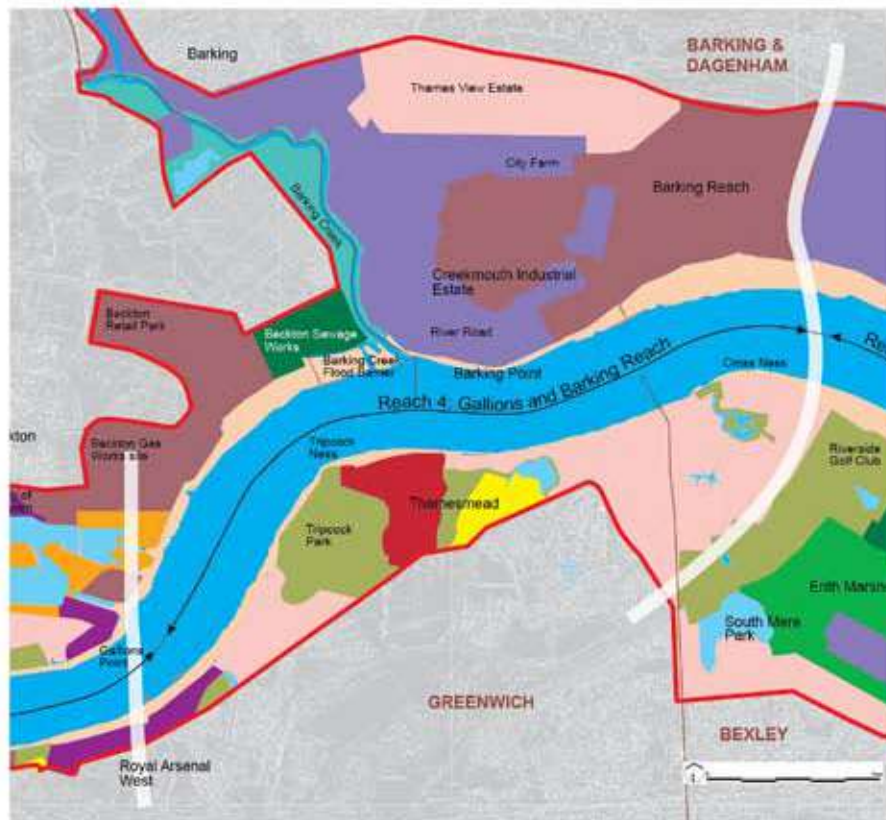 Barking
BARKING &
DAGENHAM
Thames View Estate
City Farm
Barking Reach
Barking Creek
Creekmouth Industrial
Estate
Beckton
Retail Park
Beckton Sewage
Works
River Road
Barking Creek
Flood Barrier
Barking Point
Reach 4: Gallions and Barking Reach
Cross Ness
Beckton Gas
Works site
Tripcock
Ness
Riverside
Golf Club
Thamesmead
Tripcock
Park
Erith Marshe
South Mere
Park
Gallions
Point
GREENWICH
BEXLEY
Royal Arsenal
West